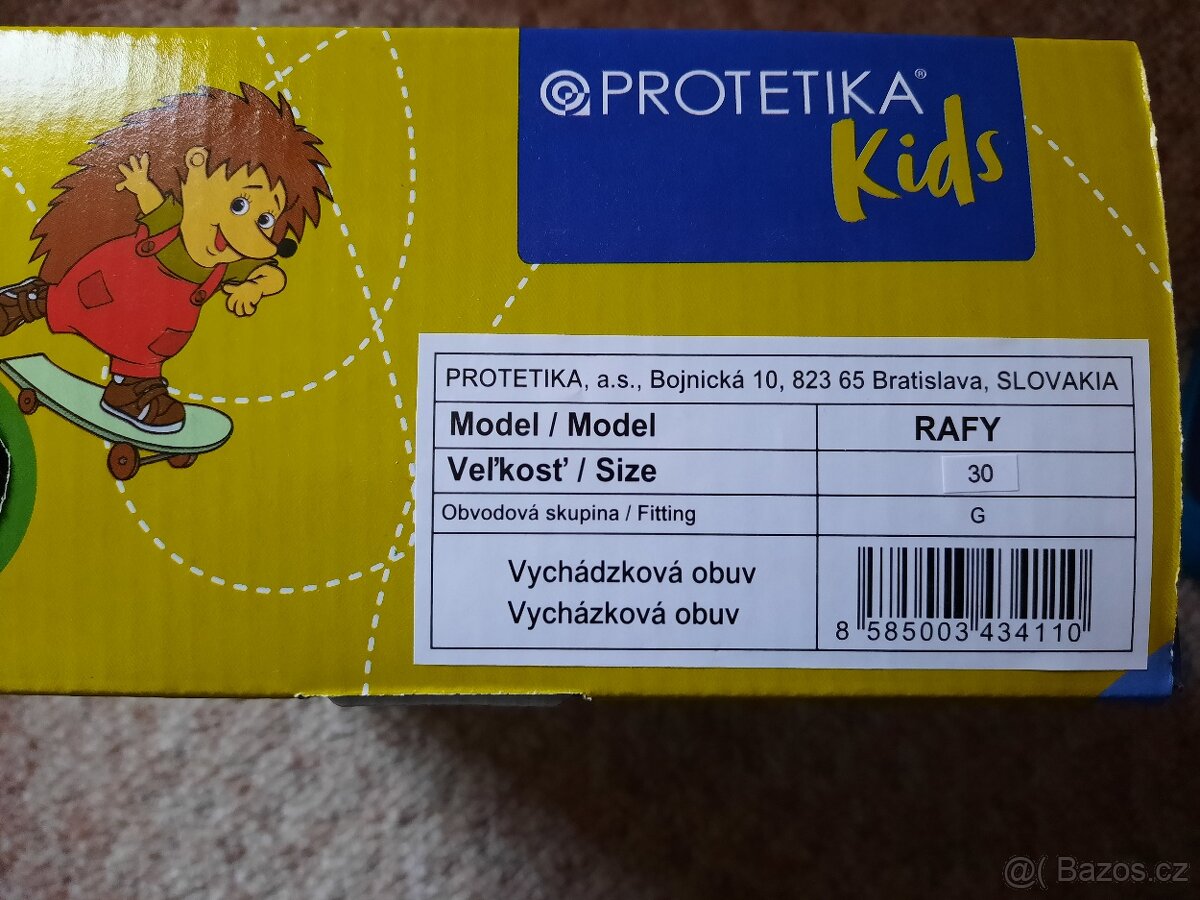 PROTETIKA®
Kids
PROTETIKA, a.s., Bojnická 10, 823 65 Bratislava, SLOVAKIA
Model / Model RAFY
Veľkosť / Size 30
Obvodová skupina / Fitting G
Vychádzková obuv
Vycházková obuv
8 585003 434110
@( Bazos.cz